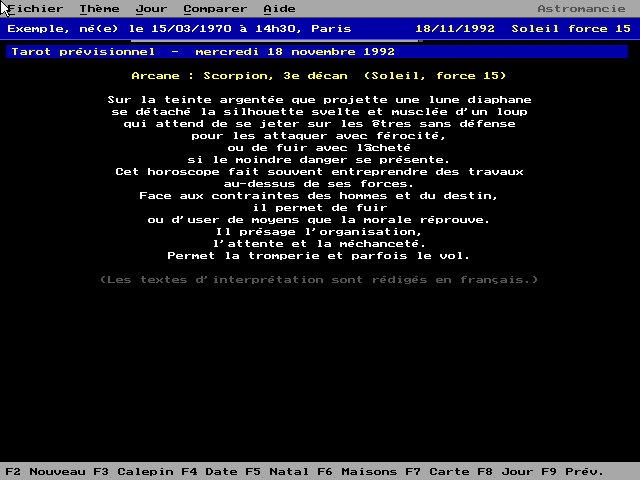 Fichier Thème Jour Comparer Aide Astromancie
Exemple, né(e) le 15/03/1970 à 14h30, Paris 18/11/1992 Soleil force 15
Tarot prévisionnel - mercredi 18 novembre 1992
Arcane : Scorpion, 3e décan (Soleil, force 15)
Sur la teinte argentée que projette une lune diaphane
se détaché la silhouette svelte et musclée d'un loup
qui attend de se jeter sur les êtres sans défense
pour les attaquer avec férocité,
ou de fuir avec lâcheté
si le moindre danger se présente.
Cet horoscope fait souvent entreprendre des travaux
au-dessus de ses forces.
Face aux contraintes des hommes et du destin,
il permet de fuir
ou d'user de moyens que la morale réprouve.
Il présage l'organisation,
l'attente et la méchanceté.
Permet la tromperie et parfois le vol.
(Les textes d'interprétation sont rédigés en français.)
F2 Nouveau F3 Calepin F4 Date F5 Natal F6 Maisons F7 Carte F8 Jour F9 Prév.